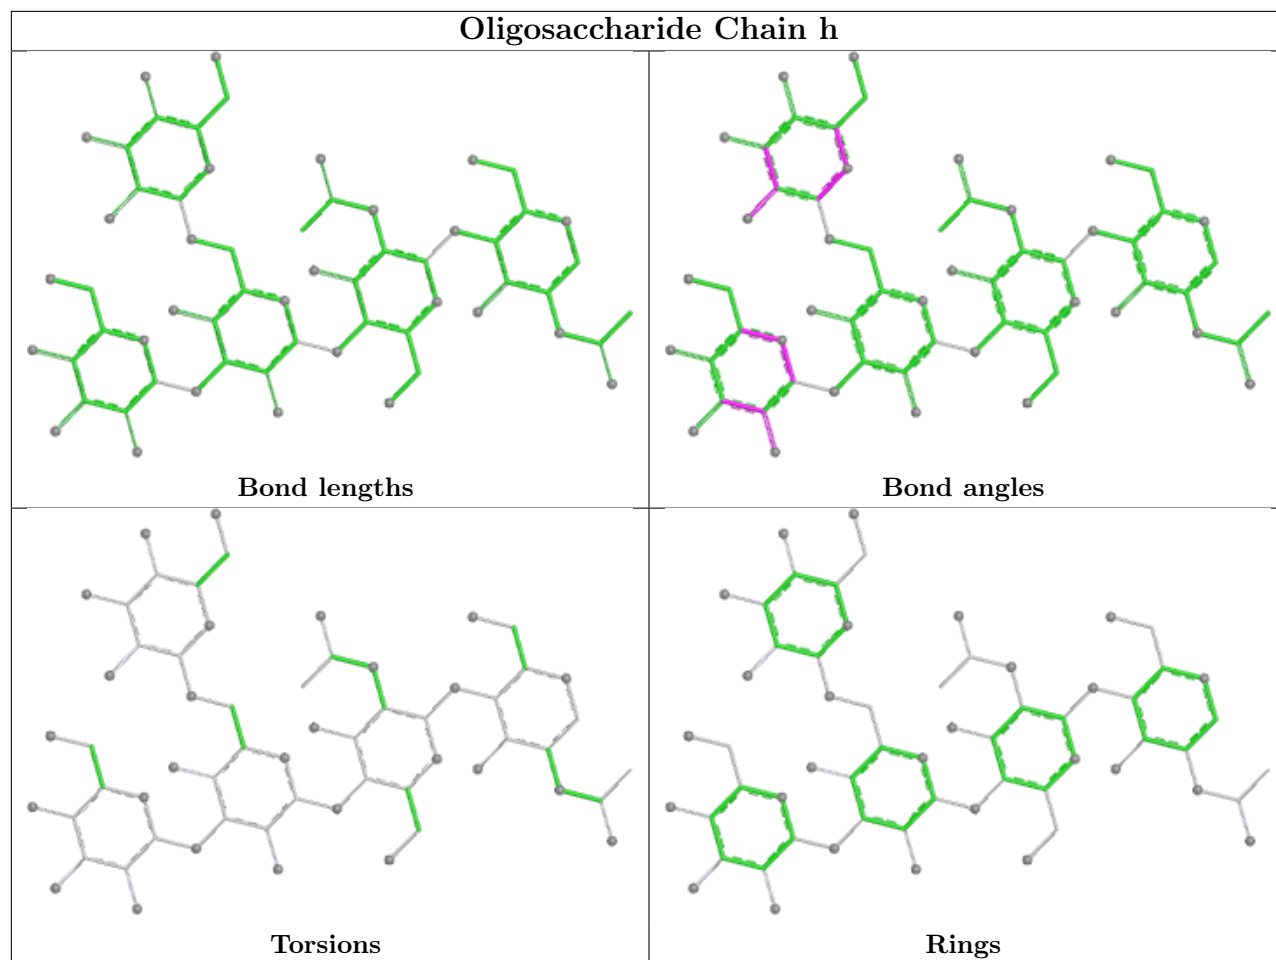 Oligosaccharide Chain h
Bond lengths
Bond angles
Torsions
Rings